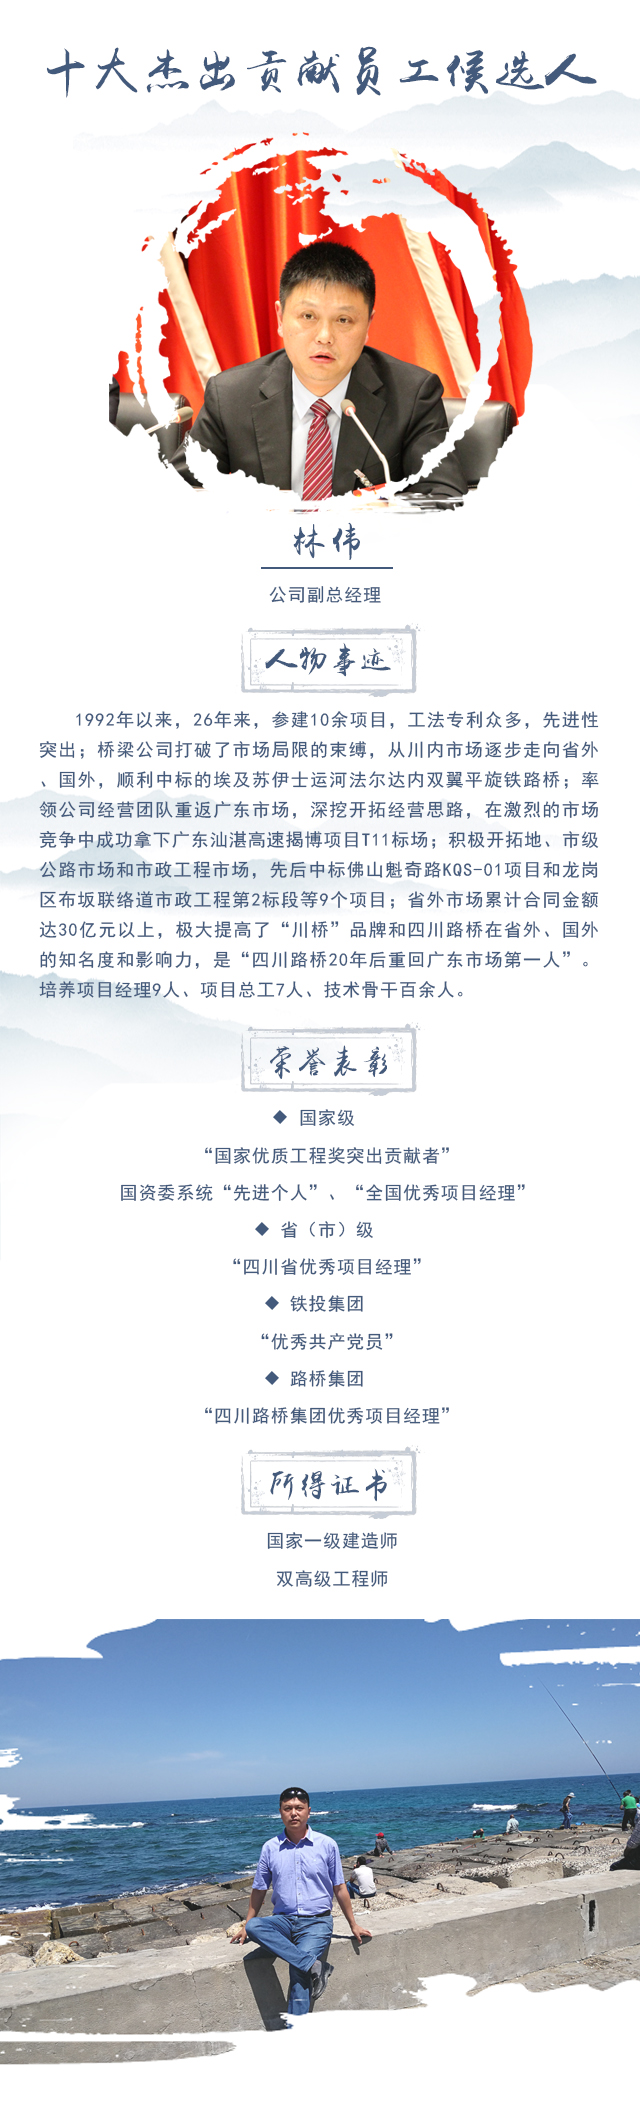 十大杰出贡献员工候选人
林伟
公司副总经理
人物事迹
1992年以来，26年来，参建10余项目，工法专利众多，先进性
突出；桥梁公司打破了市场局限的束缚，从川内市场逐步走向省外
、国外，顺利中标的埃及苏伊士运河法尔达内双翼平旋铁路桥；率
领公司经营团队重返广东市场，深挖开拓经营思路，在激烈的市场
竞争中成功拿下广东汕湛高速揭博项目T11标场；积极开拓地、市级
公路市场和市政工程市场，先后中标佛山魁奇路KQS-01项目和龙岗
区布坂联络道市政工程第2标段等9个项目；省外市场累计合同金额
达30亿元以上，极大提高了“川桥”品牌和四川路桥在省外、国外
的知名度和影响力，是“四川路桥20年后重回广东市场第一人”。
培养项目经理9人、项目总工7人、技术骨干百余人。
荣誉表彰
◆ 国家级
“国家优质工程奖突出贡献者”
国资委系统“先进个人”、“全国优秀项目经理”
◆ 省（市）级
“四川省优秀项目经理”
◆ 铁投集团
“优秀共产党员”
◆ 路桥集团
“四川路桥集团优秀项目经理”
所得证书
国家一级建造师
双高级工程师